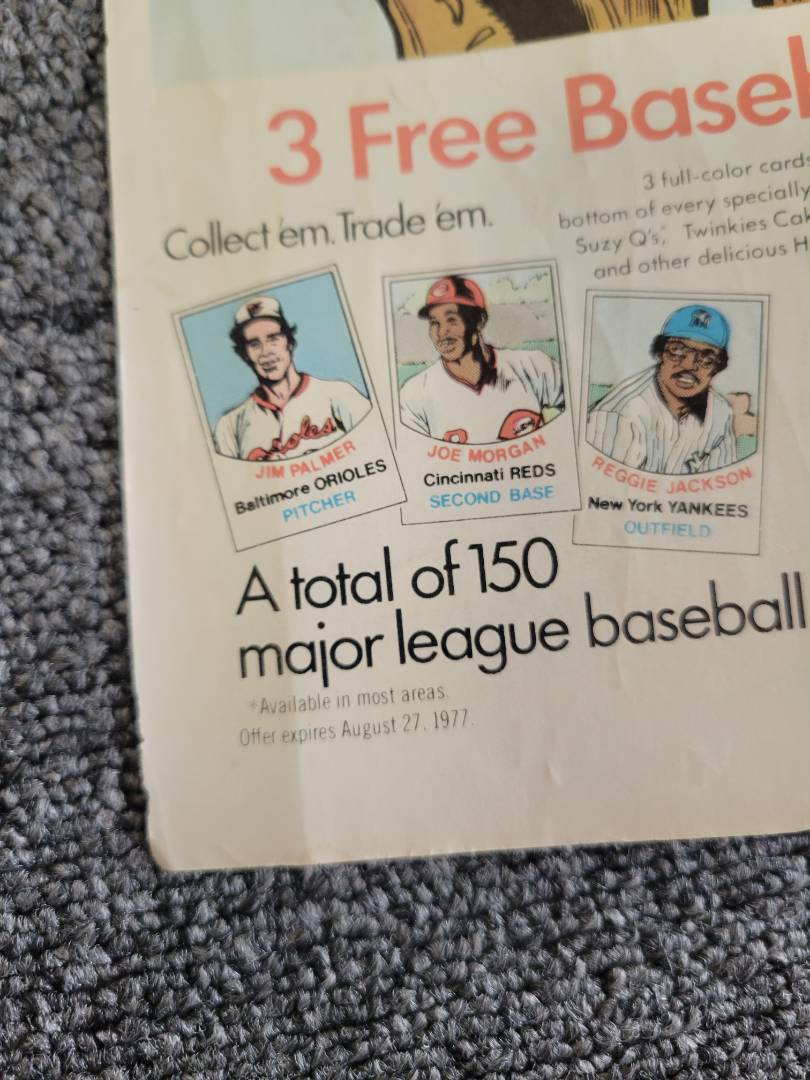 3 Free Baseb
3 full-color cards
bottom of every specially
Suzy Q's, Twinkies Cak
and other delicious H
Collect 'em. Trade 'em.
Orioles
JIM PALMER
Baltimore ORIOLES
PITCHER
JOE MORGAN
Cincinnati REDS
SECOND BASE
REGGIE JACKSON
New York YANKEES
OUTFIELD
A total of 150
major league baseball
*Available in most areas.
Offer expires August 27, 1977.